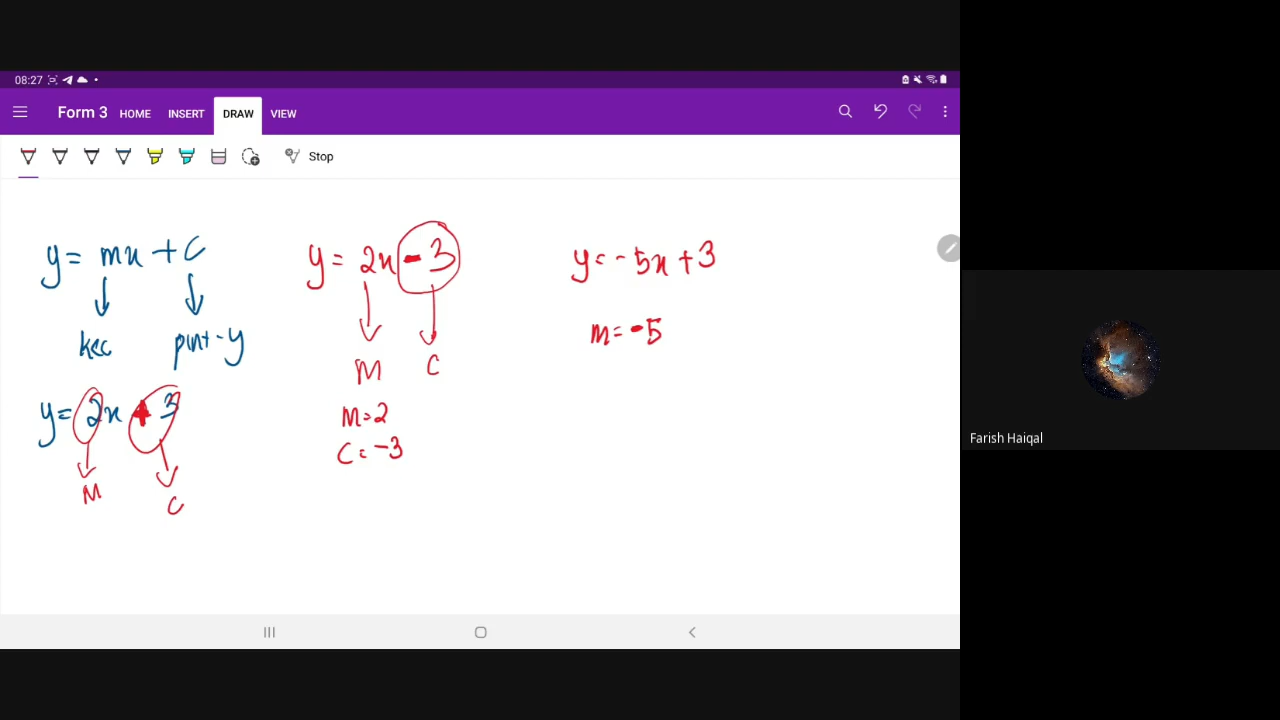 08:27
Form 3 HOME INSERT DRAW VIEW
Stop
y = mx + c
kec pint-y
y = 2x + 3
M C
y = 2x - 3
M C
M = 2
C = -3
y = -5x + 3
m = -5
Farish Haiqal